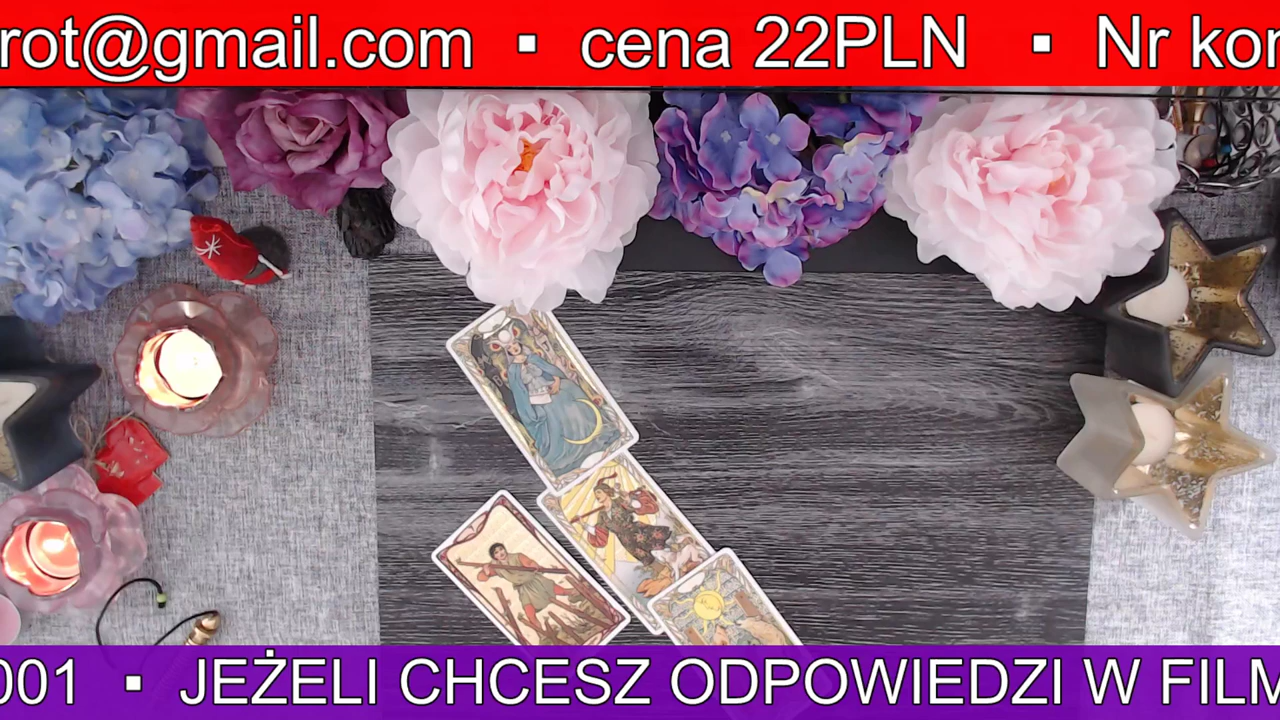 rot@gmail.com ▪ cena 22PLN ▪ Nr kon
001 ▪ JEŻELI CHCESZ ODPOWIEDZI W FILM